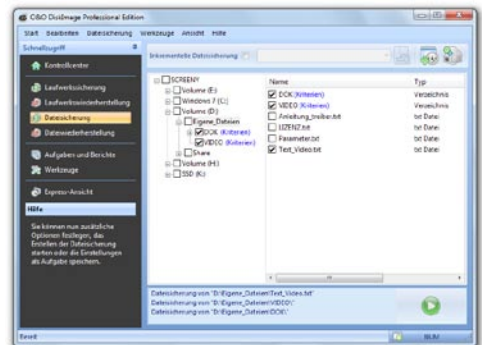 O&O DiskImage Professional Edition
Start Bearbeiten Datensicherung Werkzeuge Ansicht Hilfe
Schnellzugriff
Inkrementelle Dateisicherung
Kontrollcenter
Laufwerkssicherung
Laufwerkswiederherstellung
Dateisicherung
Dateiwiederherstellung
Aufgaben und Berichte
Werkzeuge
Express-Ansicht
Hilfe
Sie können nun zusätzliche
Optionen festlegen, das
Erstellen der Dateisicherung
starten oder die Einstellungen
als Aufgabe speichern.
SCREENY
Volume (E:)
Windows 7 (C:)
Volume (D:)
Eigene_Dateien
DOK (Kriterien)
VIDEO (Kriterien)
Share
Volume (H:)
SSD (K:)
Name Typ
DOK (Kriterien) Verzeichnis
VIDEO (Kriterien) Verzeichnis
Anleitung_treiber.txt txt Datei
LIZENZ.txt txt Datei
Parameter.txt txt Datei
Text_Video.txt txt Datei
Dateisicherung von "D:\Eigene_Dateien\Text_Video.txt"
Dateisicherung von "D:\Eigene_Dateien\VIDEO\"
Dateisicherung von "D:\Eigene_Dateien\DOK\"
Bereit
NUM